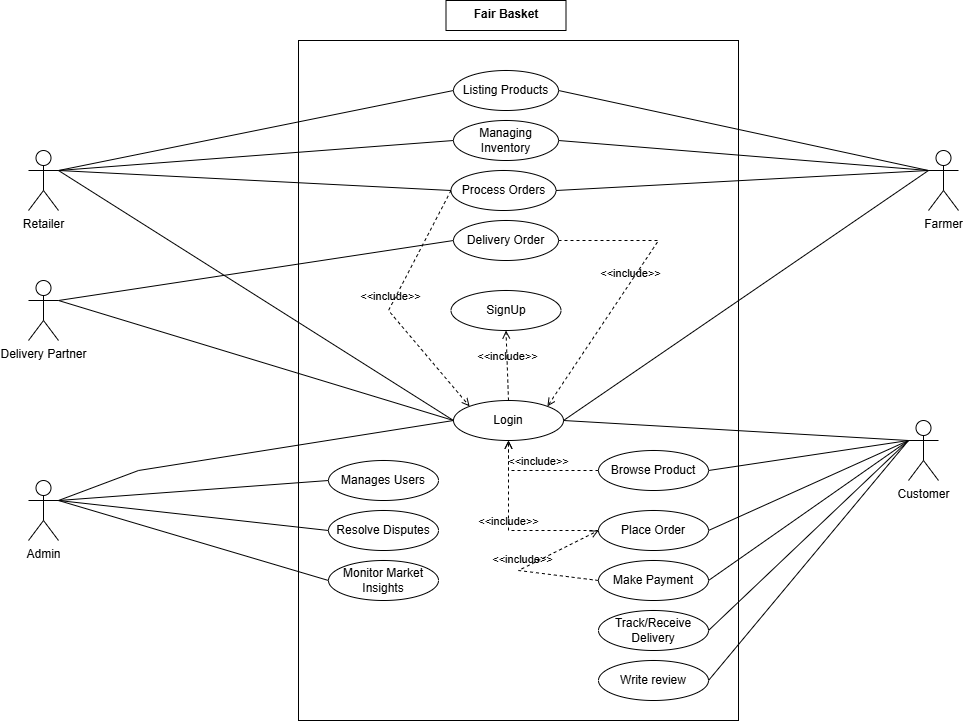 Fair Basket
Listing Products
Managing
Inventory
Process Orders
Retailer
Farmer
Delivery Order
<<include>>
<<include>>
SignUp
Delivery Partner
<<include>>
Login
<<include>>
Browse Product
Manages Users
Customer
<<include>>
Place Order
Resolve Disputes
Admin
<<include>>
Monitor Market
Insights
Make Payment
Track/Receive
Delivery
Write review